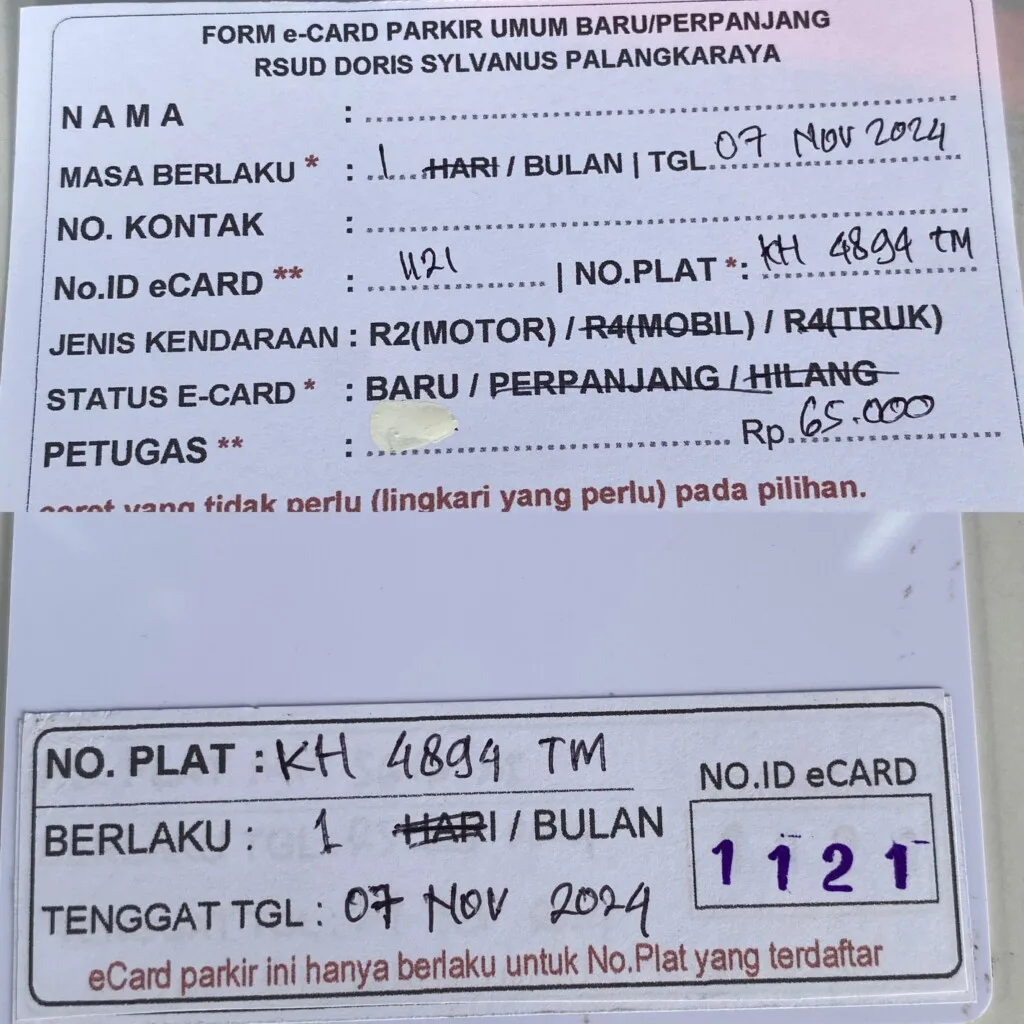 FORM e-CARD PARKIR UMUM BARU/PERPANJANG
RSUD DORIS SYLVANUS PALANGKARAYA
N A M A :
MASA BERLAKU * : 1 HARI / BULAN | TGL. 07 NOV 2024
NO. KONTAK :
No.ID eCARD ** : 1121 | NO.PLAT *: KH 4894 TM
JENIS KENDARAAN : R2(MOTOR) / R4(MOBIL) / R4(TRUK)
STATUS E-CARD * : BARU / PERPANJANG / HILANG
PETUGAS ** : Rp. 65.000
coret yang tidak perlu (lingkari yang perlu) pada pilihan.
NO. PLAT : KH 4894 TM
NO.ID eCARD
BERLAKU : 1 HARI / BULAN
1121
TENGGAT TGL : 07 NOV 2024
eCard parkir ini hanya berlaku untuk No.Plat yang terdaftar